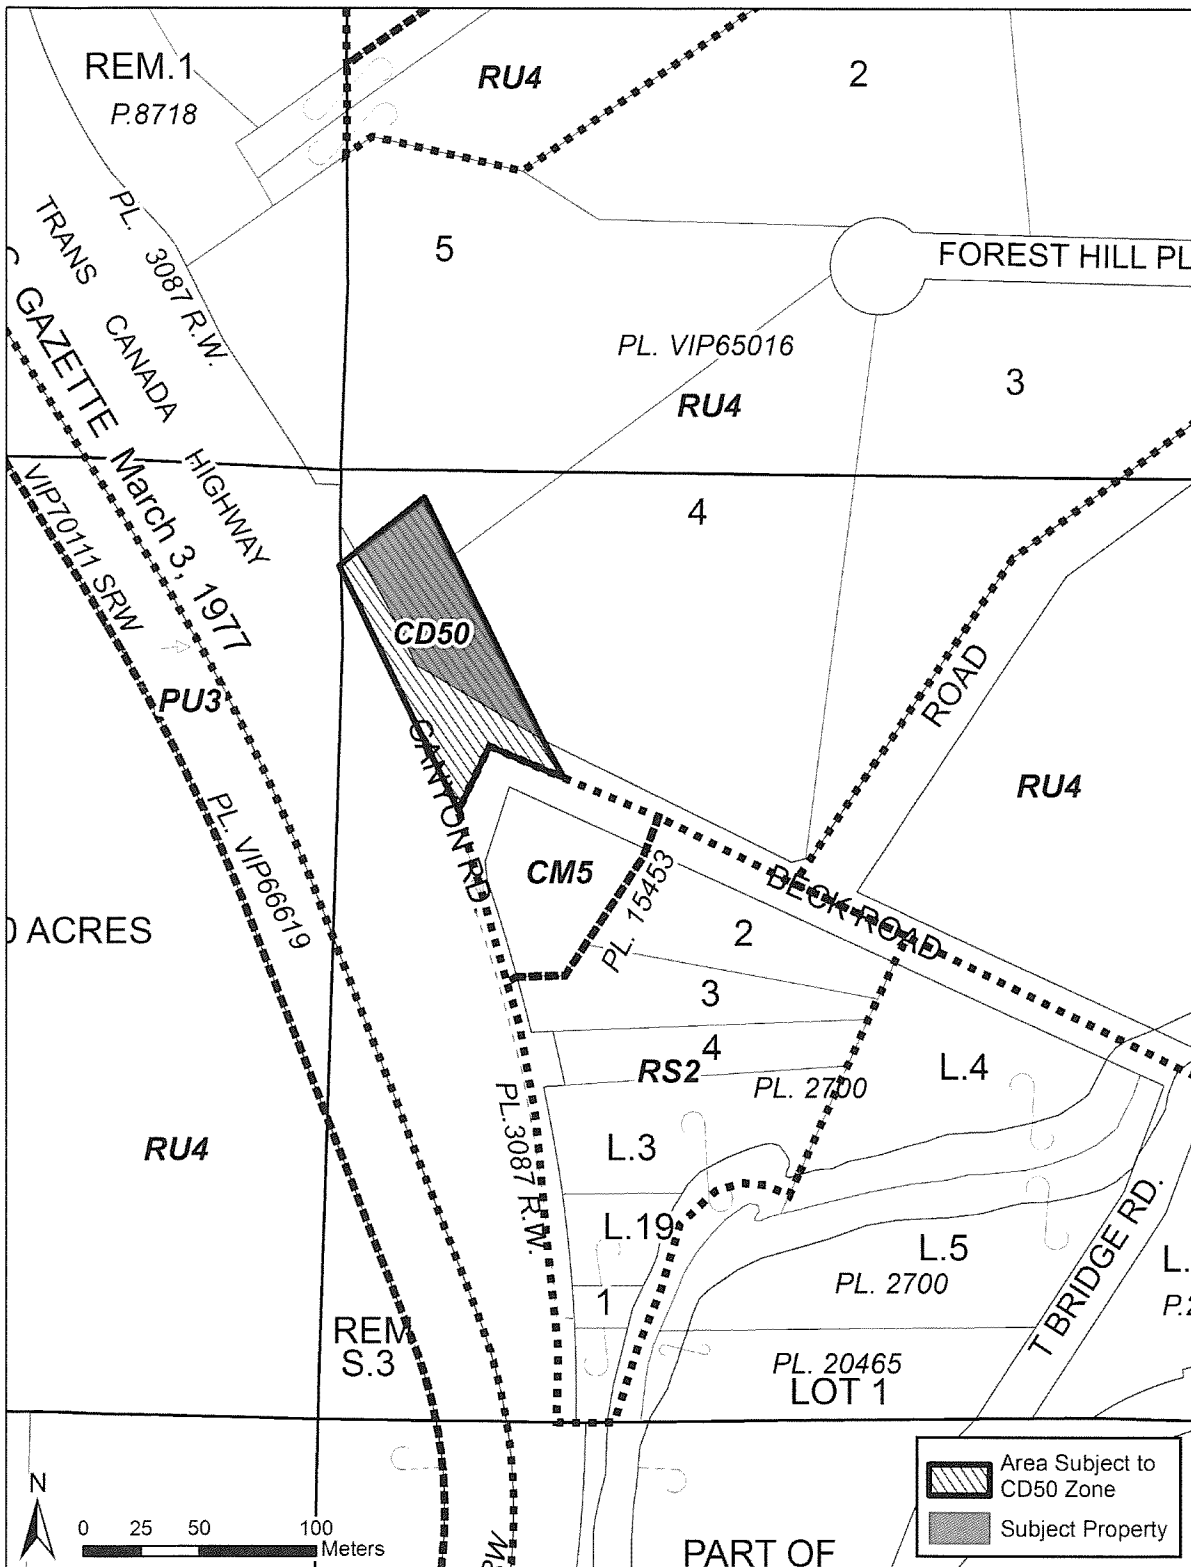 REM.1
P.8718
RU4
2
TRANS CANADA HIGHWAY
PL. 3087 R.W.
5
FOREST HILL PL
GAZETTE March 3, 1977
PL. VIP65016
RU4
3
VIP70111 SRW
4
CD50
PU3
ROAD
CANYON RD
RU4
PL. VIP66619
CM5
PL. 15453
BECK ROAD
0 ACRES
2
3
4
RS2
PL. 2700
L.4
PL.3087 R.W.
RU4
L.3
L.19
L.5
PL. 2700
T BRIDGE RD.
L.
P.2
1
REM
S.3
PL. 20465
LOT 1
N
0 25 50 100
Meters
PART OF
Area Subject to
CD50 Zone
Subject Property